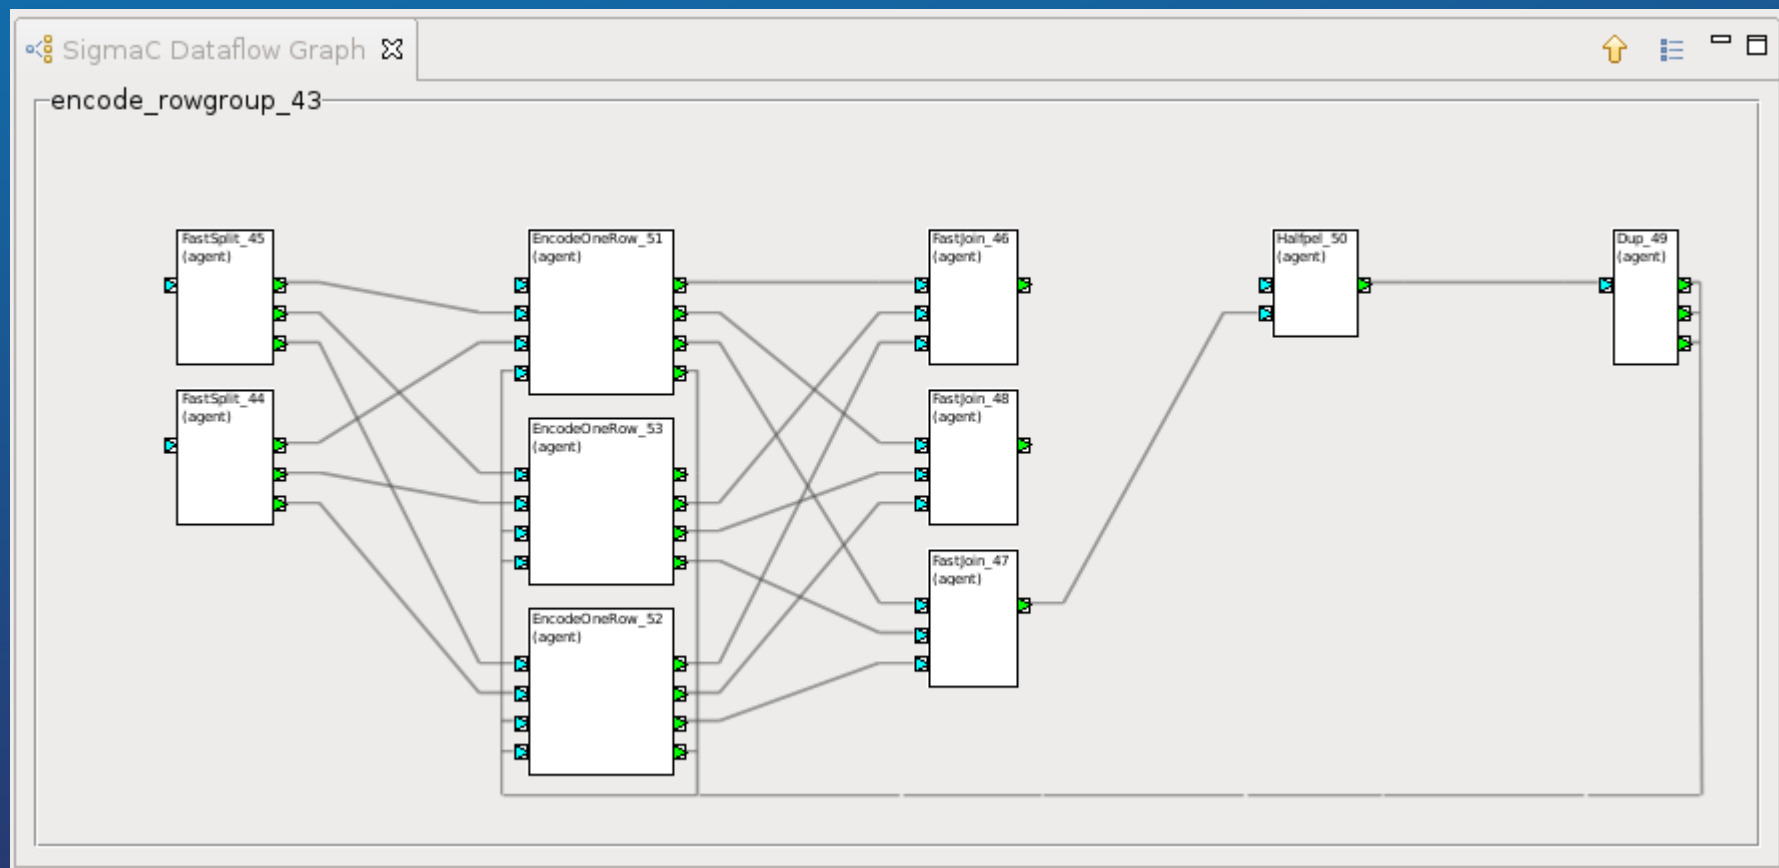 SigmaC Dataflow Graph
encode_rowgroup_43
FastSplit_45
(agent)
EncodeOneRow_51
(agent)
FastJoin_46
(agent)
Halfpel_50
(agent)
Dup_49
(agent)
FastSplit_44
(agent)
FastJoin_48
(agent)
EncodeOneRow_53
(agent)
FastJoin_47
(agent)
EncodeOneRow_52
(agent)